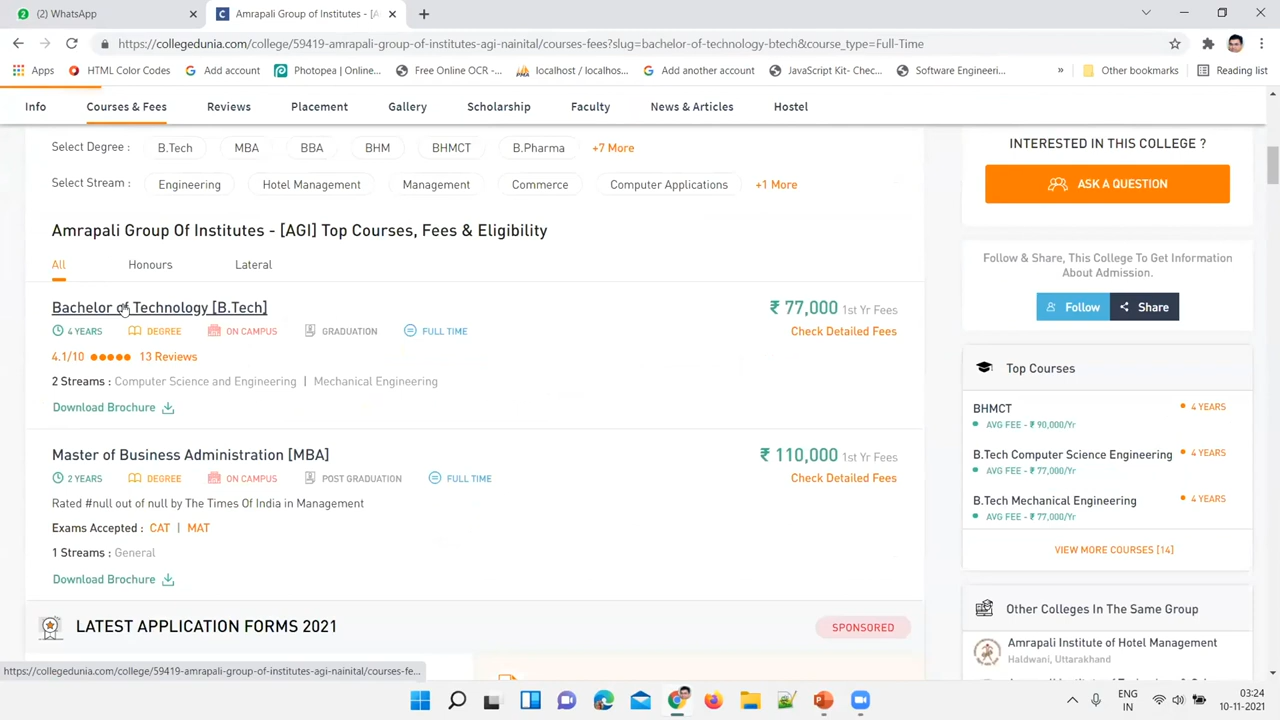 (2) WhatsApp
Amrapali Group of Institutes - [A
https://collegedunia.com/college/59419-amrapali-group-of-institutes-agi-nainital/courses-fees?slug=bachelor-of-technology-btech&course_type=Full-Time
Apps HTML Color Codes Add account Photopea | Online... Free Online OCR -... localhost / localhos... Add another account JavaScript Kit- Chec... Software Engineeri... » Other bookmarks Reading list
Info Courses & Fees Reviews Placement Gallery Scholarship Faculty News & Articles Hostel
Select Degree : B.Tech MBA BBA BHM BHMCT B.Pharma +7 More
Select Stream : Engineering Hotel Management Management Commerce Computer Applications +1 More
Amrapali Group Of Institutes - [AGI] Top Courses, Fees & Eligibility
All Honours Lateral
Bachelor of Technology [B.Tech] ₹ 77,000 1st Yr Fees
4 YEARS DEGREE ON CAMPUS GRADUATION FULL TIME Check Detailed Fees
4.1/10 13 Reviews
2 Streams : Computer Science and Engineering | Mechanical Engineering
Download Brochure
Master of Business Administration [MBA] ₹ 110,000 1st Yr Fees
2 YEARS DEGREE ON CAMPUS POST GRADUATION FULL TIME Check Detailed Fees
Rated #null out of null by The Times Of India in Management
Exams Accepted : CAT | MAT
1 Streams : General
Download Brochure
LATEST APPLICATION FORMS 2021 SPONSORED
INTERESTED IN THIS COLLEGE ?
ASK A QUESTION
Follow & Share, This College To Get Information
About Admission.
Follow Share
Top Courses
BHMCT 4 YEARS
AVG FEE - ₹ 90,000/Yr
B.Tech Computer Science Engineering 4 YEARS
AVG FEE - ₹ 77,000/Yr
B.Tech Mechanical Engineering 4 YEARS
AVG FEE - ₹ 77,000/Yr
VIEW MORE COURSES [14]
Other Colleges In The Same Group
Amrapali Institute of Hotel Management
Haldwani, Uttarakhand
https://collegedunia.com/college/59419-amrapali-group-of-institutes-agi-nainital/courses-fe...
ENG
IN
03:24
10-11-2021